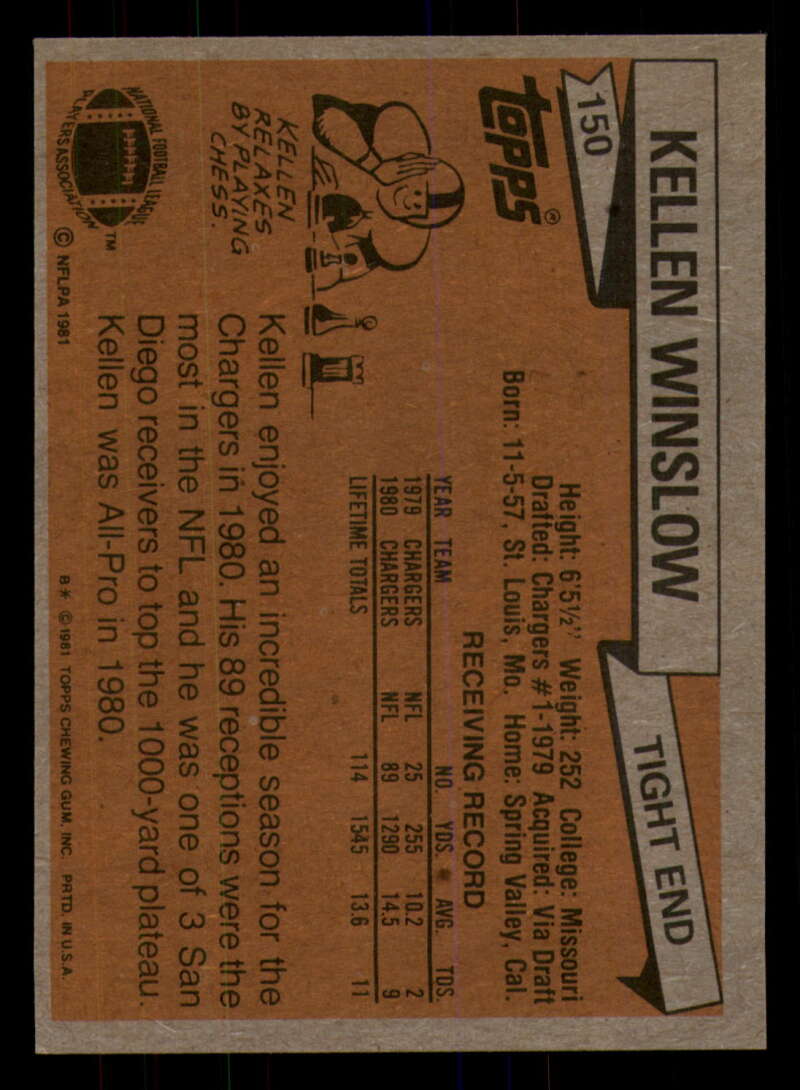 KELLEN WINSLOW
TIGHT END
150
topps®
Height: 6'5½" Weight: 252 College: Missouri
Drafted: Chargers #1-1979 Acquired: Via Draft
Born: 11-5-57, St. Louis, Mo. Home: Spring Valley, Cal.
RECEIVING RECORD
YEAR TEAM NO. YDS. AVG. TDS.
1979 CHARGERS NFL 25 255 10.2 2
1980 CHARGERS NFL 89 1290 14.5 9
LIFETIME TOTALS 114 1545 13.6 11
KELLEN
RELAXES
BY PLAYING
CHESS.
Kellen enjoyed an incredible season for the
Chargers in 1980. His 89 receptions were the
most in the NFL and he was one of 3 San
Diego receivers to top the 1000-yard plateau.
Kellen was All-Pro in 1980.
NATIONAL FOOTBALL LEAGUE
PLAYERS ASSOCIATION
™
© NFLPA 1981
B* © 1981 TOPPS CHEWING GUM, INC. PRTD. IN U.S.A.